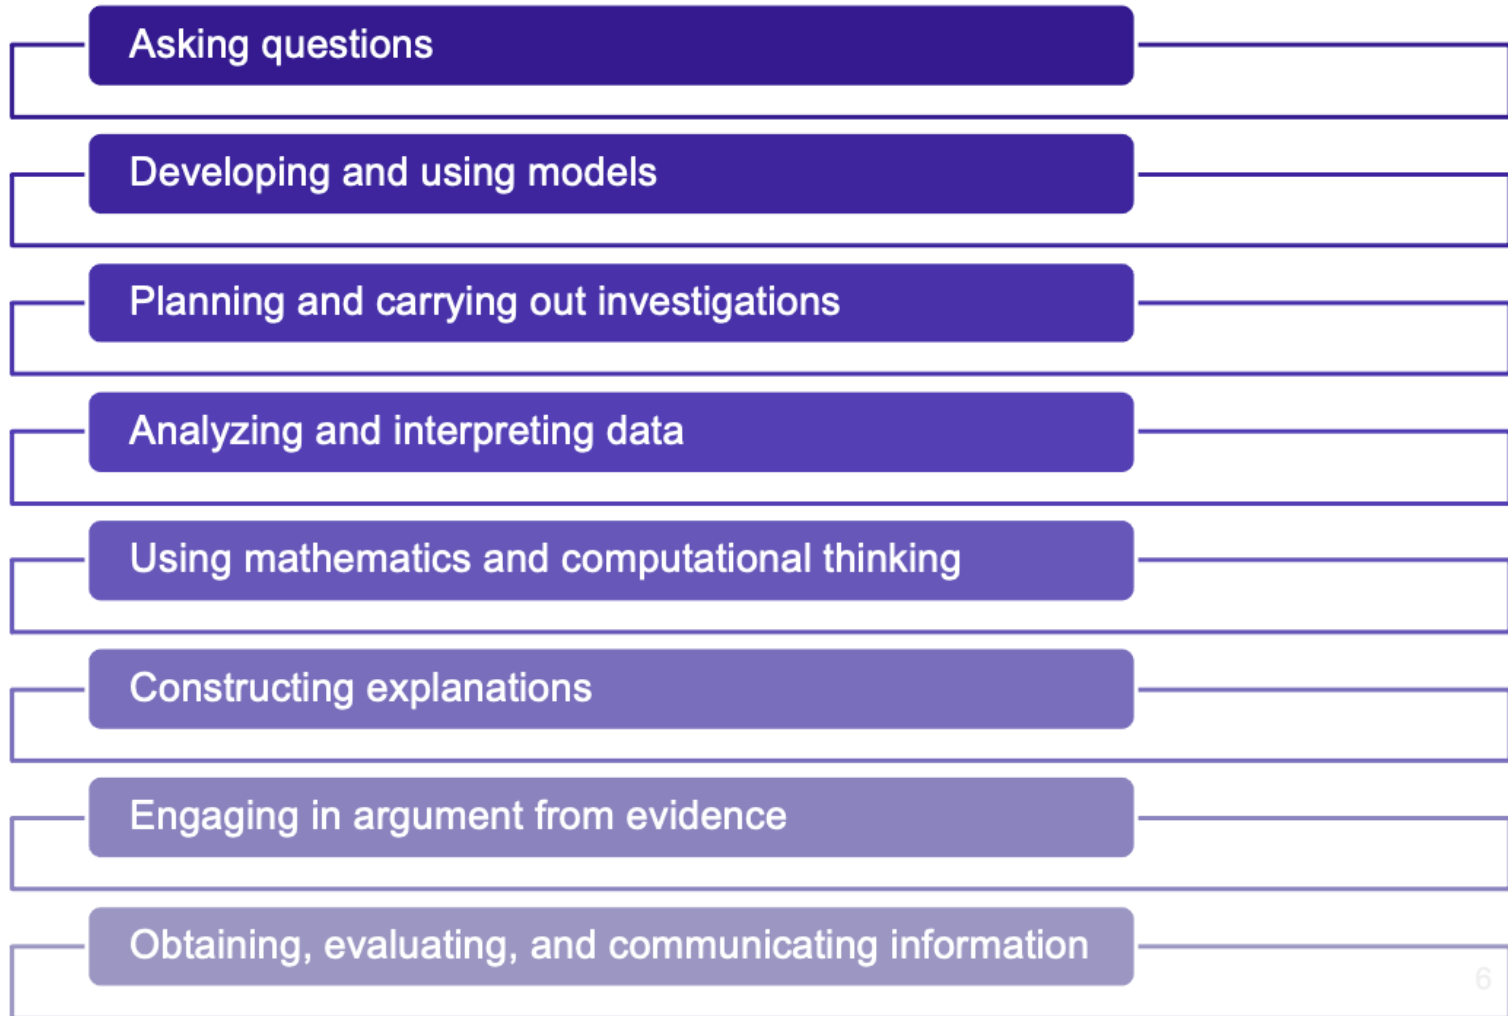 Asking questions
Developing and using models
Planning and carrying out investigations
Analyzing and interpreting data
Using mathematics and computational thinking
Constructing explanations
Engaging in argument from evidence
Obtaining, evaluating, and communicating information
6